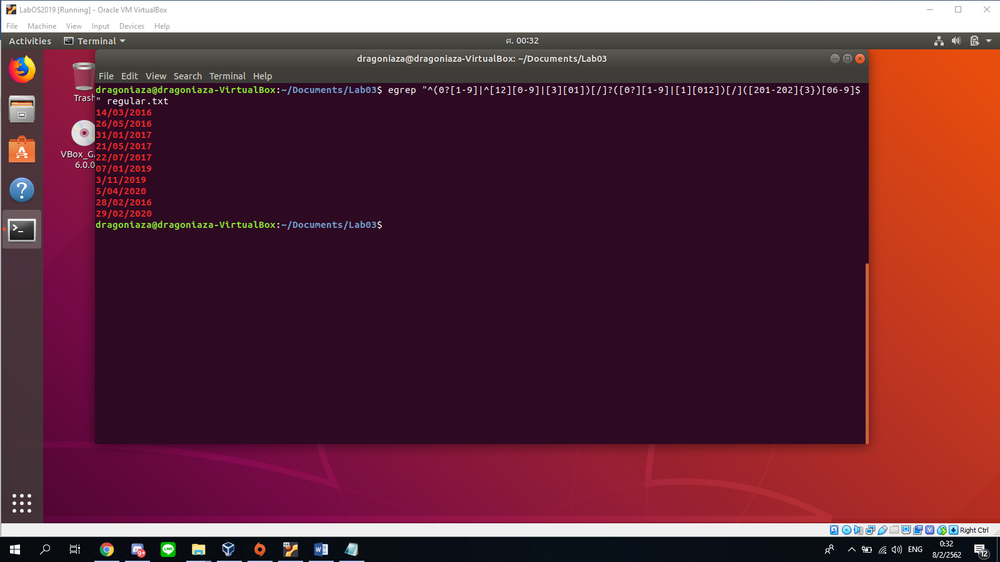 LabOS2019 [Running] - Oracle VM VirtualBox
File Machine View Input Devices Help
Activities Terminal ศ. 00:32
dragoniaza@dragoniaza-VirtualBox: ~/Documents/Lab03
File Edit View Search Terminal Help
Trash
VBox_G
6.0.0
dragoniaza@dragoniaza-VirtualBox:~/Documents/Lab03$ egrep "^(0?[1-9]|^[12][0-9]|[3][01])[/]?([0?][1-9]|[1][012])[/]([201-202]{3})[06-9]$
" regular.txt
14/03/2016
26/05/2016
31/01/2017
21/05/2017
22/07/2017
07/01/2019
3/11/2019
5/04/2020
28/02/2016
29/02/2020
dragoniaza@dragoniaza-VirtualBox:~/Documents/Lab03$
Right Ctrl
9+
64
ENG
0:32
8/2/2562
12